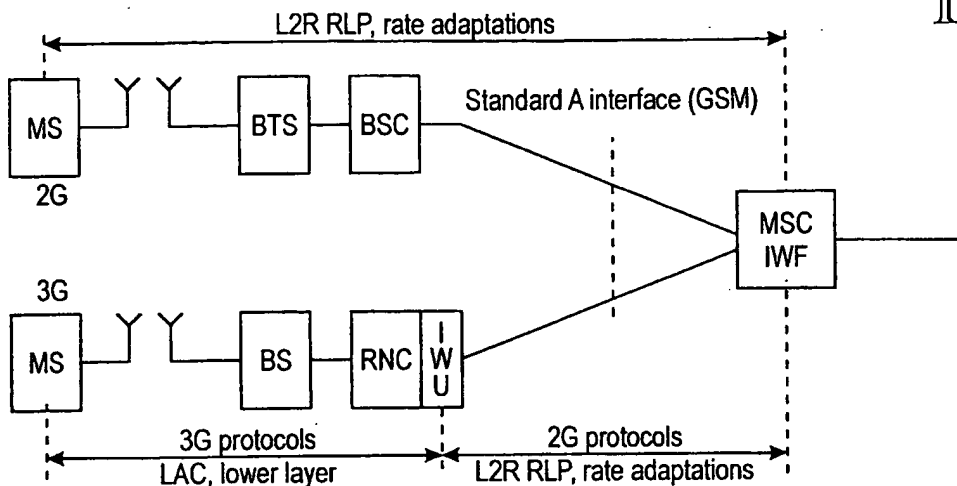 L2R RLP, rate adaptations
Standard A interface (GSM)
MS
BTS
BSC
2G
MSC
IWF
3G
MS
BS
RNC
I
W
U
3G protocols
LAC, lower layer
2G protocols
L2R RLP, rate adaptations